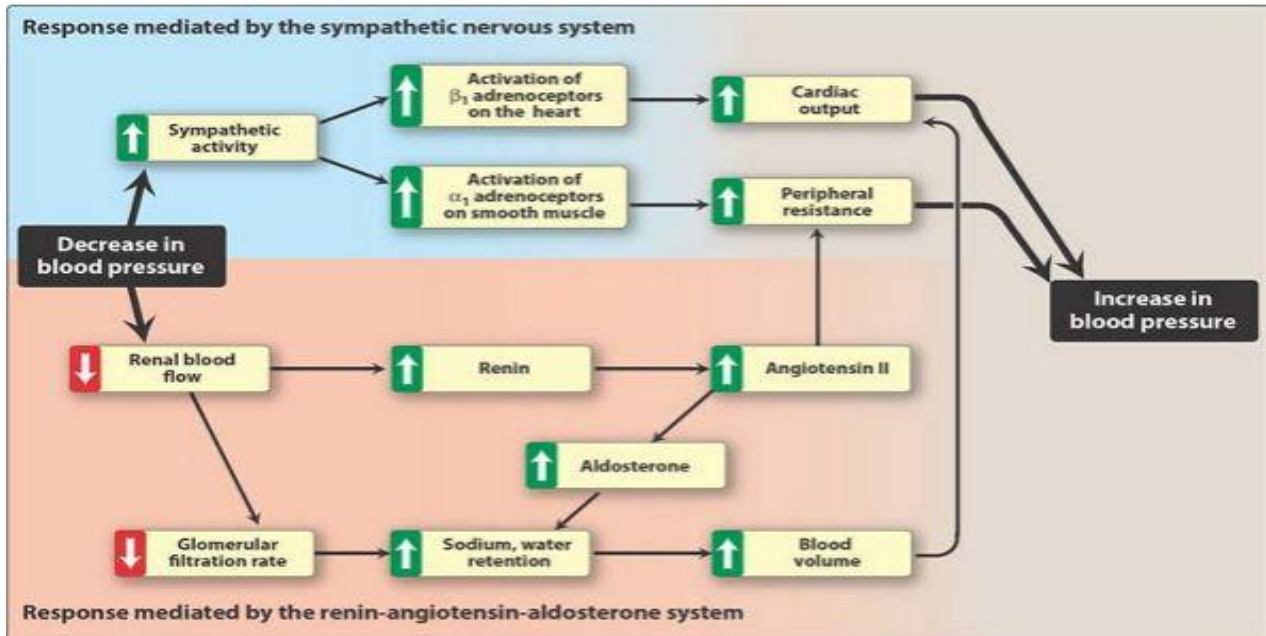 Response mediated by the sympathetic nervous system
Activation of
β₁ adrenoceptors
on the heart
Cardiac
output
Sympathetic
activity
Activation of
α₁ adrenoceptors
on smooth muscle
Peripheral
resistance
Decrease in
blood pressure
Increase in
blood pressure
Renal blood
flow
Renin
Angiotensin II
Aldosterone
Glomerular
filtration rate
Sodium, water
retention
Blood
volume
Response mediated by the renin-angiotensin-aldosterone system